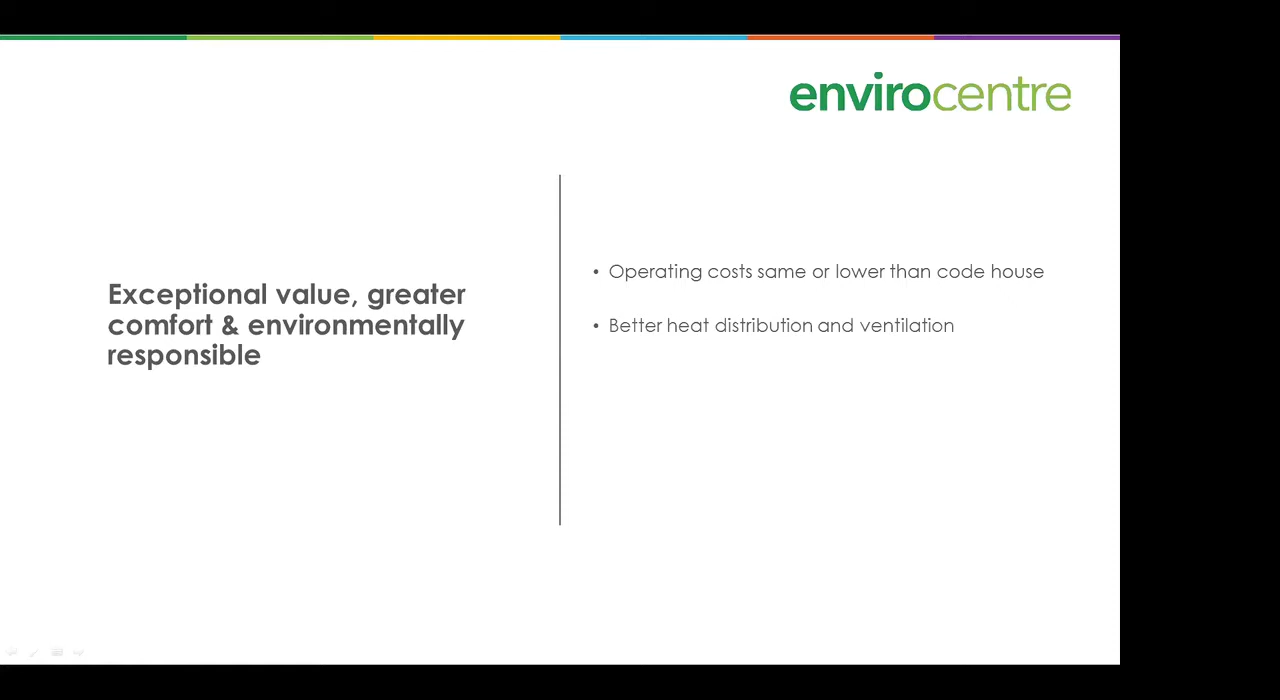 envirocentre
Exceptional value, greater
comfort & environmentally
responsible
• Operating costs same or lower than code house
• Better heat distribution and ventilation